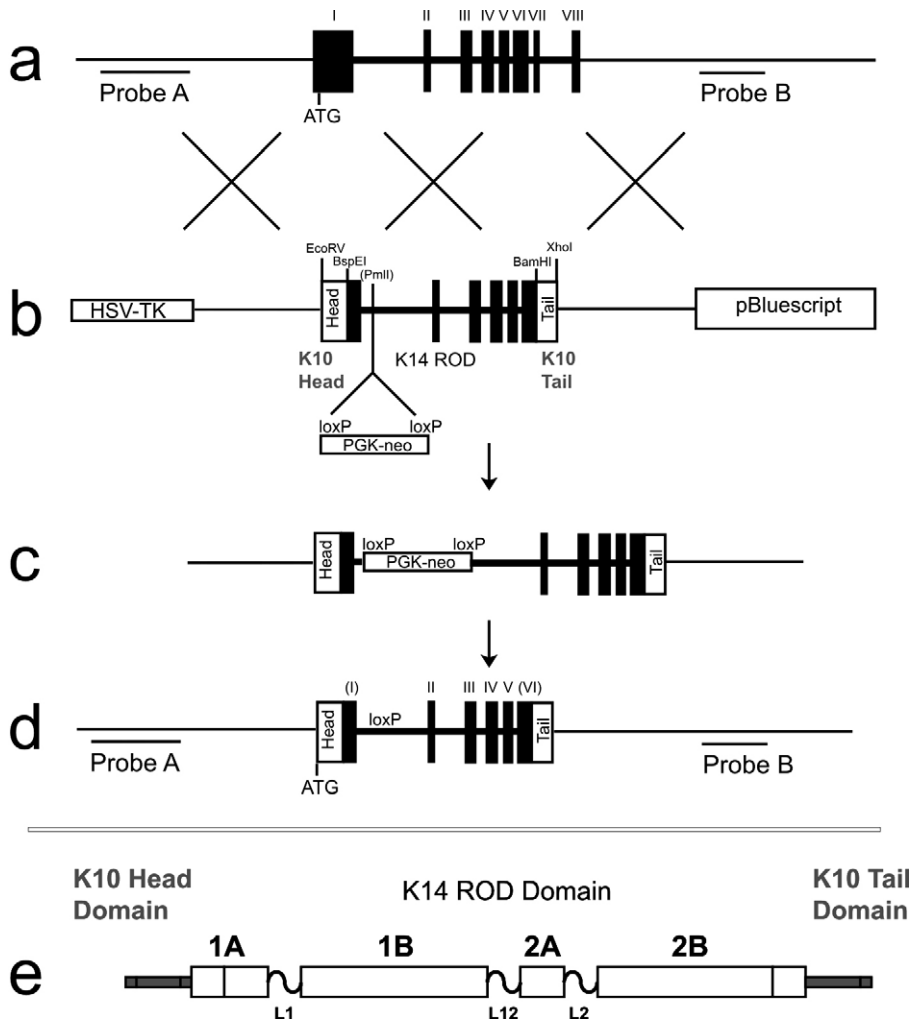 a
I II III IV V VI VII VIII
Probe A
ATG
Probe B
b
EcoRV
BspEI
(PmlI)
BamHI
XhoI
HSV-TK
Head
Tail
pBluescript
K10
Head
K14 ROD
K10
Tail
loxP loxP
PGK-neo
c
Head
loxP loxP
PGK-neo
Tail
d
(I) II III IV V (VI)
Head
loxP
Tail
Probe A
ATG
Probe B
K10 Head
Domain
K14 ROD Domain
K10 Tail
Domain
e
1A 1B 2A 2B
L1 L12 L2